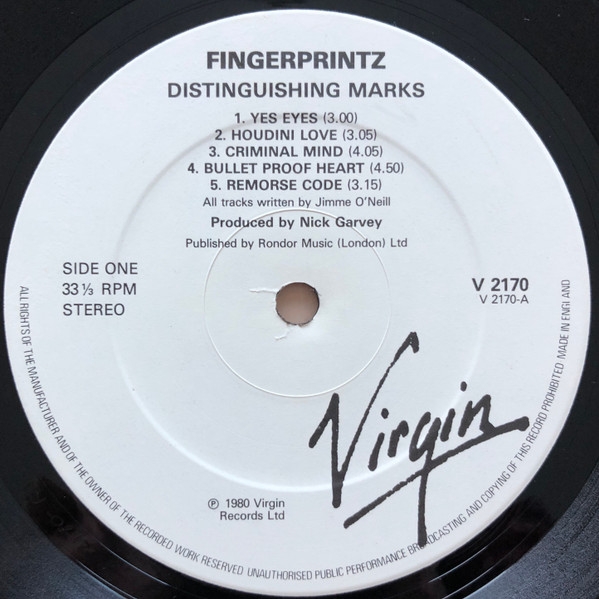 FINGERPRINTZ
DISTINGUISHING MARKS
1. YES EYES (3.00)
2. HOUDINI LOVE (3.05)
3. CRIMINAL MIND (4.05)
4. BULLET PROOF HEART (4.50)
5. REMORSE CODE (3.15)
All tracks written by Jimme O'Neill
Produced by Nick Garvey
Published by Rondor Music (London) Ltd
SIDE ONE
33 ⅓ RPM
STEREO
V 2170
V 2170-A
Virgin
℗ 1980 Virgin
Records Ltd
ALL RIGHTS OF THE MANUFACTURER AND OF THE OWNER OF THE RECORDED WORK RESERVED. UNAUTHORISED PUBLIC PERFORMANCE BROADCASTING AND COPYING OF THIS RECORD PROHIBITED. MADE IN ENGLAND